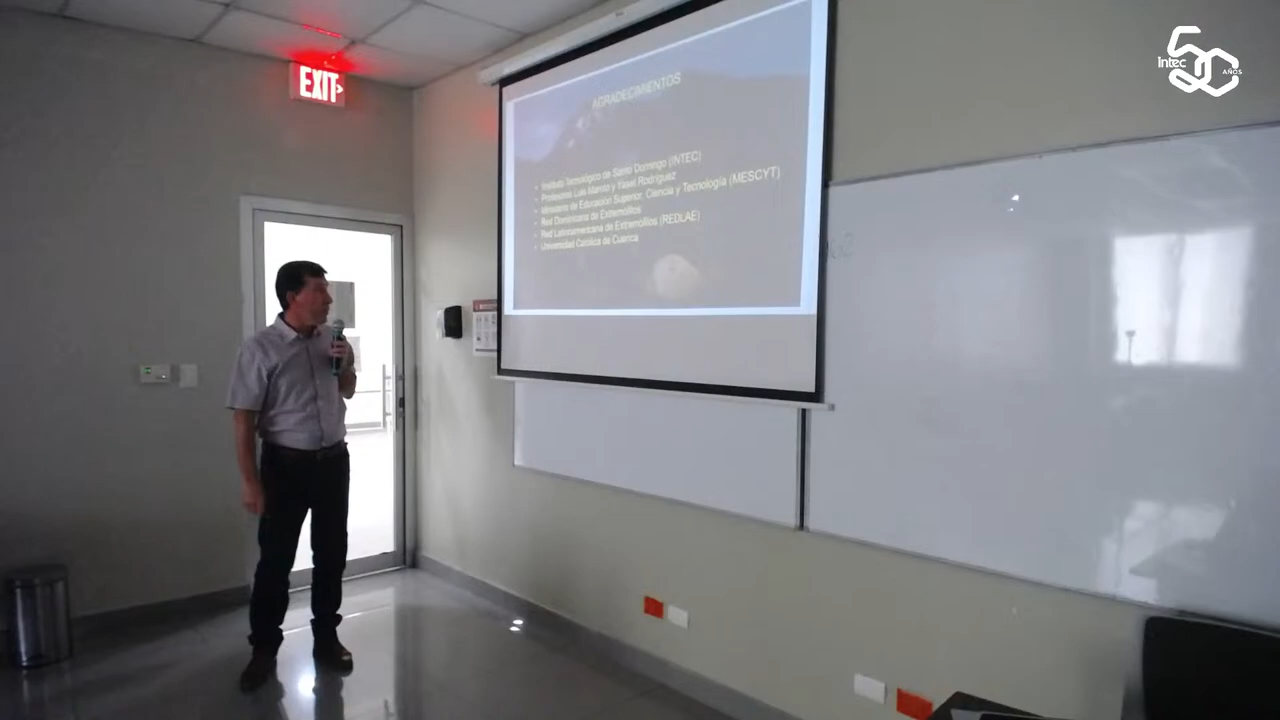 EXIT
Intec
50
AÑOS
AGRADECIMIENTOS
Instituto Tecnológico de Santo Domingo (INTEC)
Profesores Luis Maroto y Yasel Rodríguez
Ministerio de Educación Superior, Ciencia y Tecnología (MESCYT)
Red Dominicana de Extremófilos
Red Latinoamericana de Extremófilos (REDLAE)
Universidad Católica de Cuenca